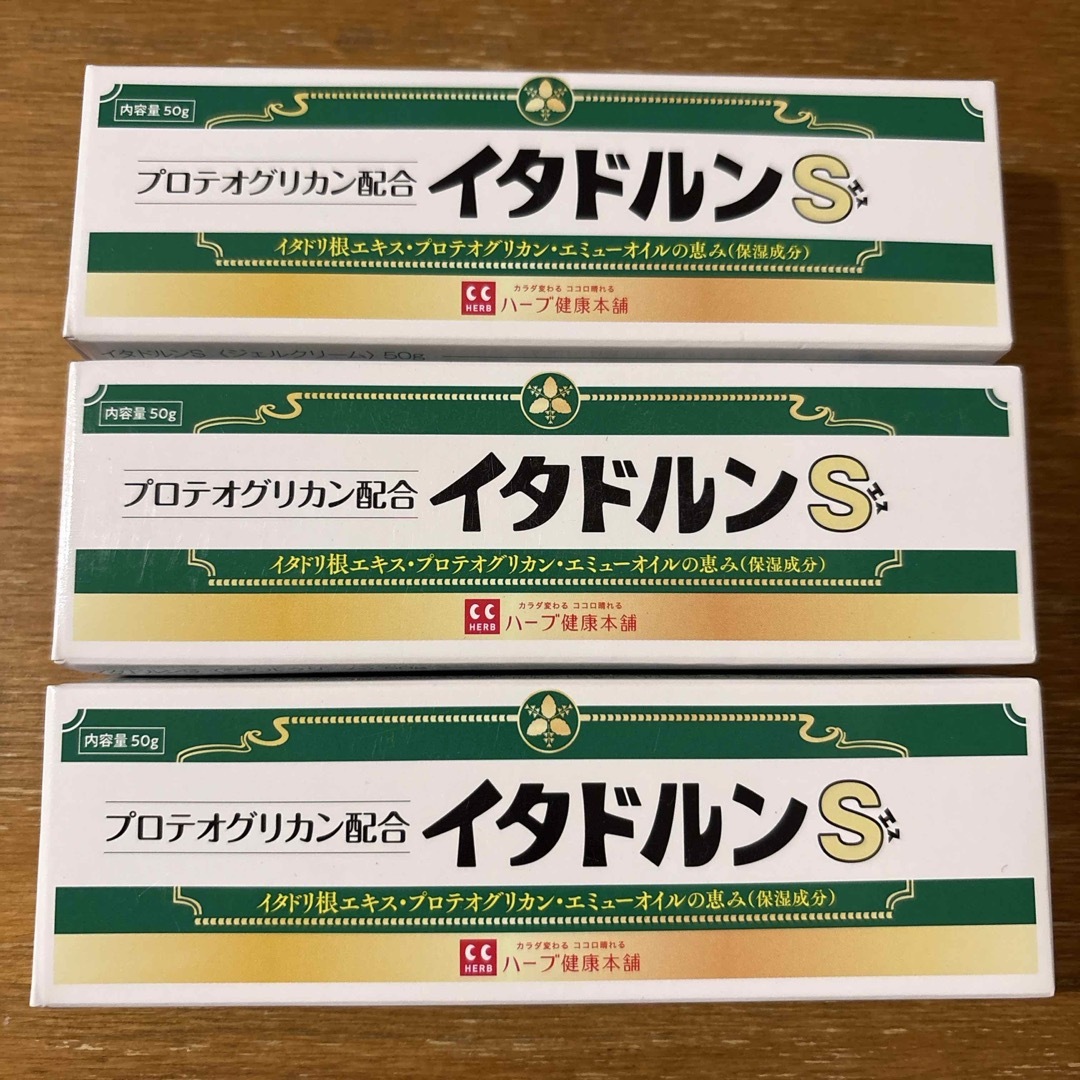 内容量 50g
プロテオグリカン配合 イタドルンS エス
イタドリ根エキス・プロテオグリカン・エミューオイルの恵み(保湿成分)
CC HERB
カラダ変わる ココロ晴れる
ハーブ健康本舗
イタドルンS 〈ジェルクリーム〉 50g
内容量 50g
プロテオグリカン配合 イタドルンS エス
イタドリ根エキス・プロテオグリカン・エミューオイルの恵み(保湿成分)
CC HERB
カラダ変わる ココロ晴れる
ハーブ健康本舗
内容量 50g
プロテオグリカン配合 イタドルンS エス
イタドリ根エキス・プロテオグリカン・エミューオイルの恵み(保湿成分)
CC HERB
カラダ変わる ココロ晴れる
ハーブ健康本舗